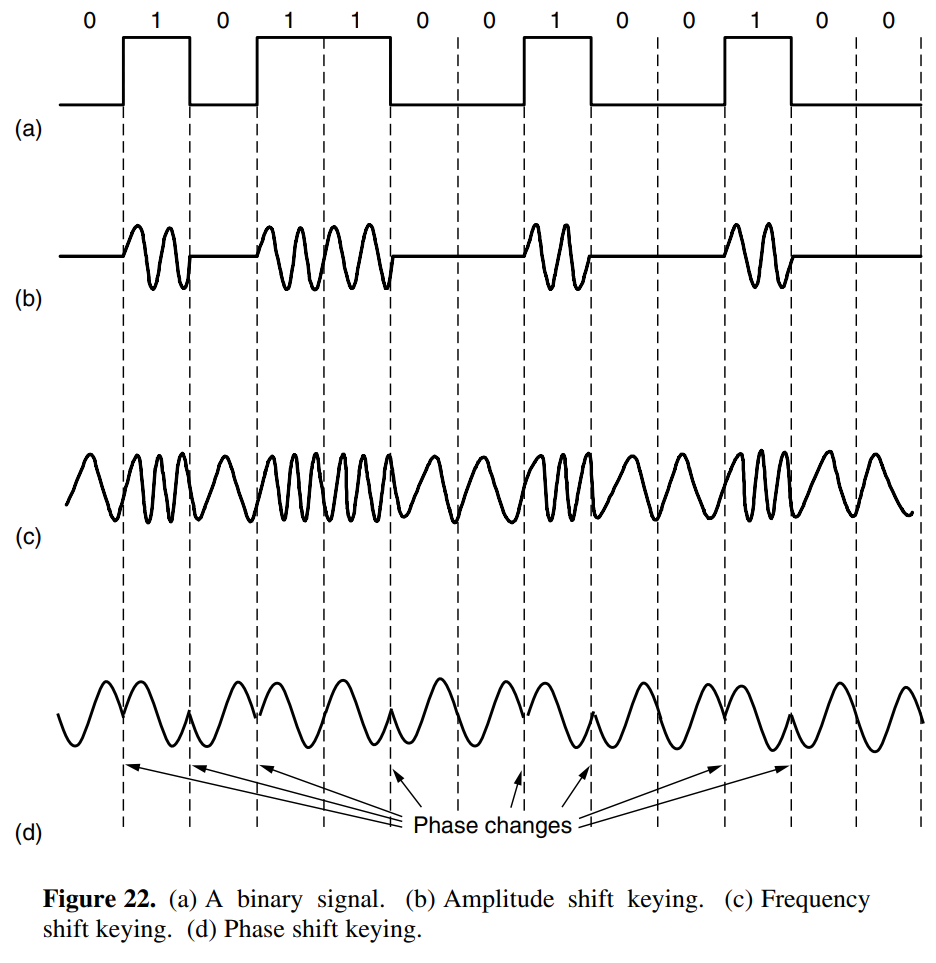 0 1 0 1 1 0 0 1 0 0 1 0 0
(a)
(b)
(c)
Phase changes
(d)
Figure 22. (a) A binary signal. (b) Amplitude shift keying. (c) Frequency
shift keying. (d) Phase shift keying.